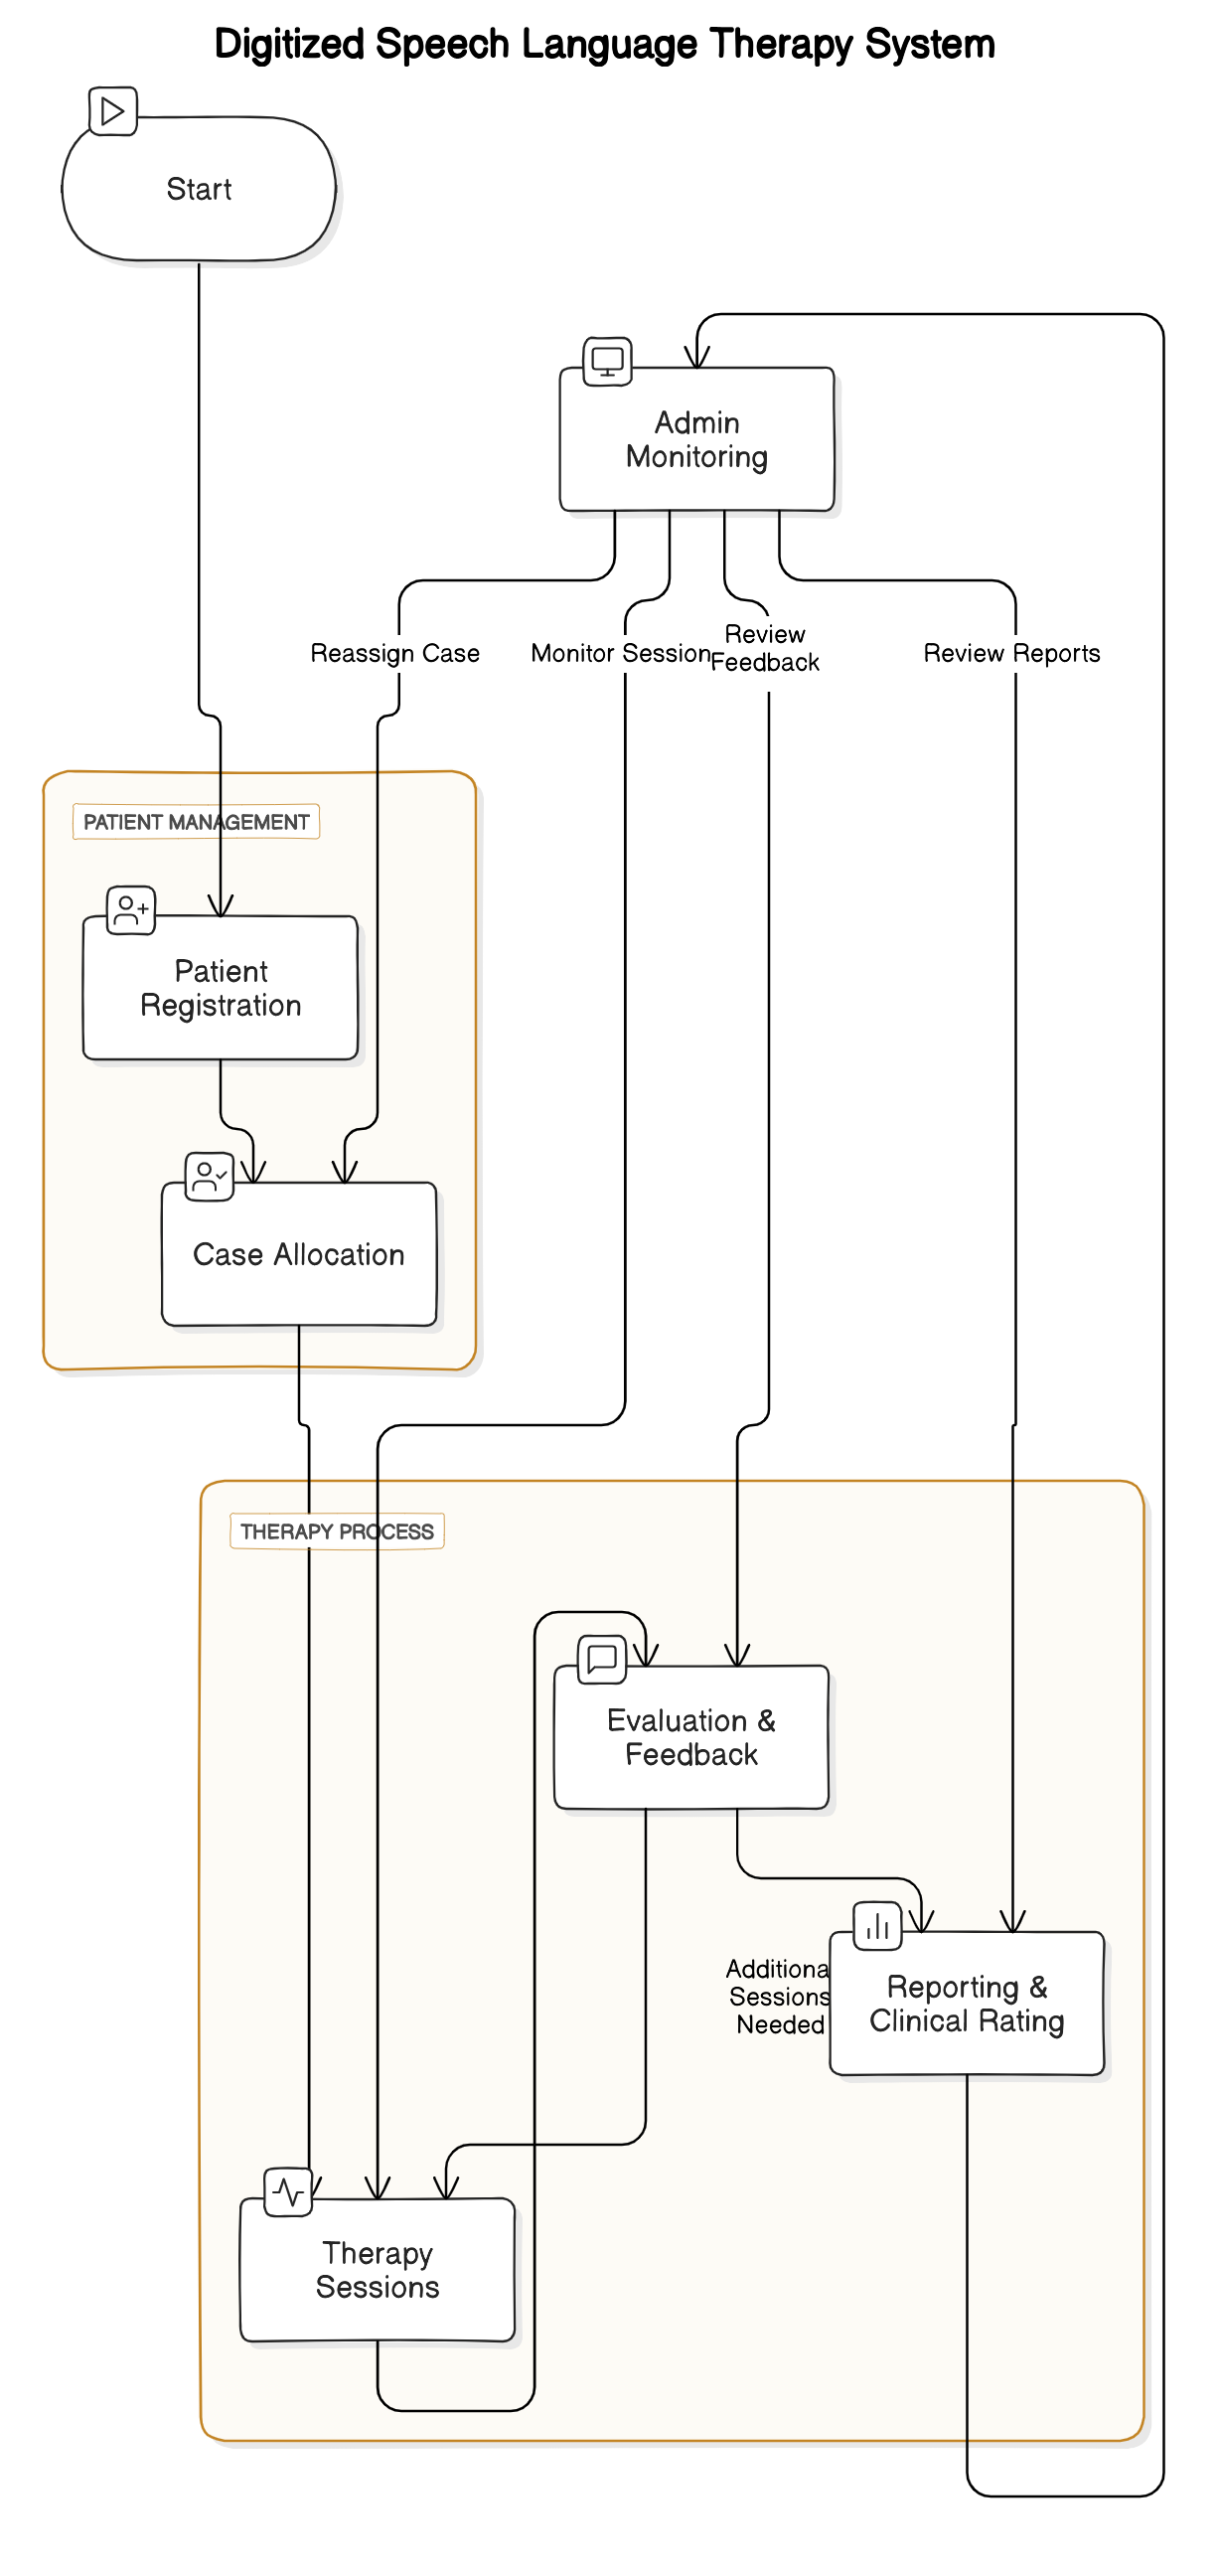 Digitized Speech Language Therapy System
Start
Admin
Monitoring
Reassign Case
Monitor Session
Review
Feedback
Review Reports
PATIENT MANAGEMENT
Patient
Registration
Case Allocation
THERAPY PROCESS
Evaluation &
Feedback
Additiona
Sessions
Needed
Reporting &
Clinical Rating
Therapy
Sessions